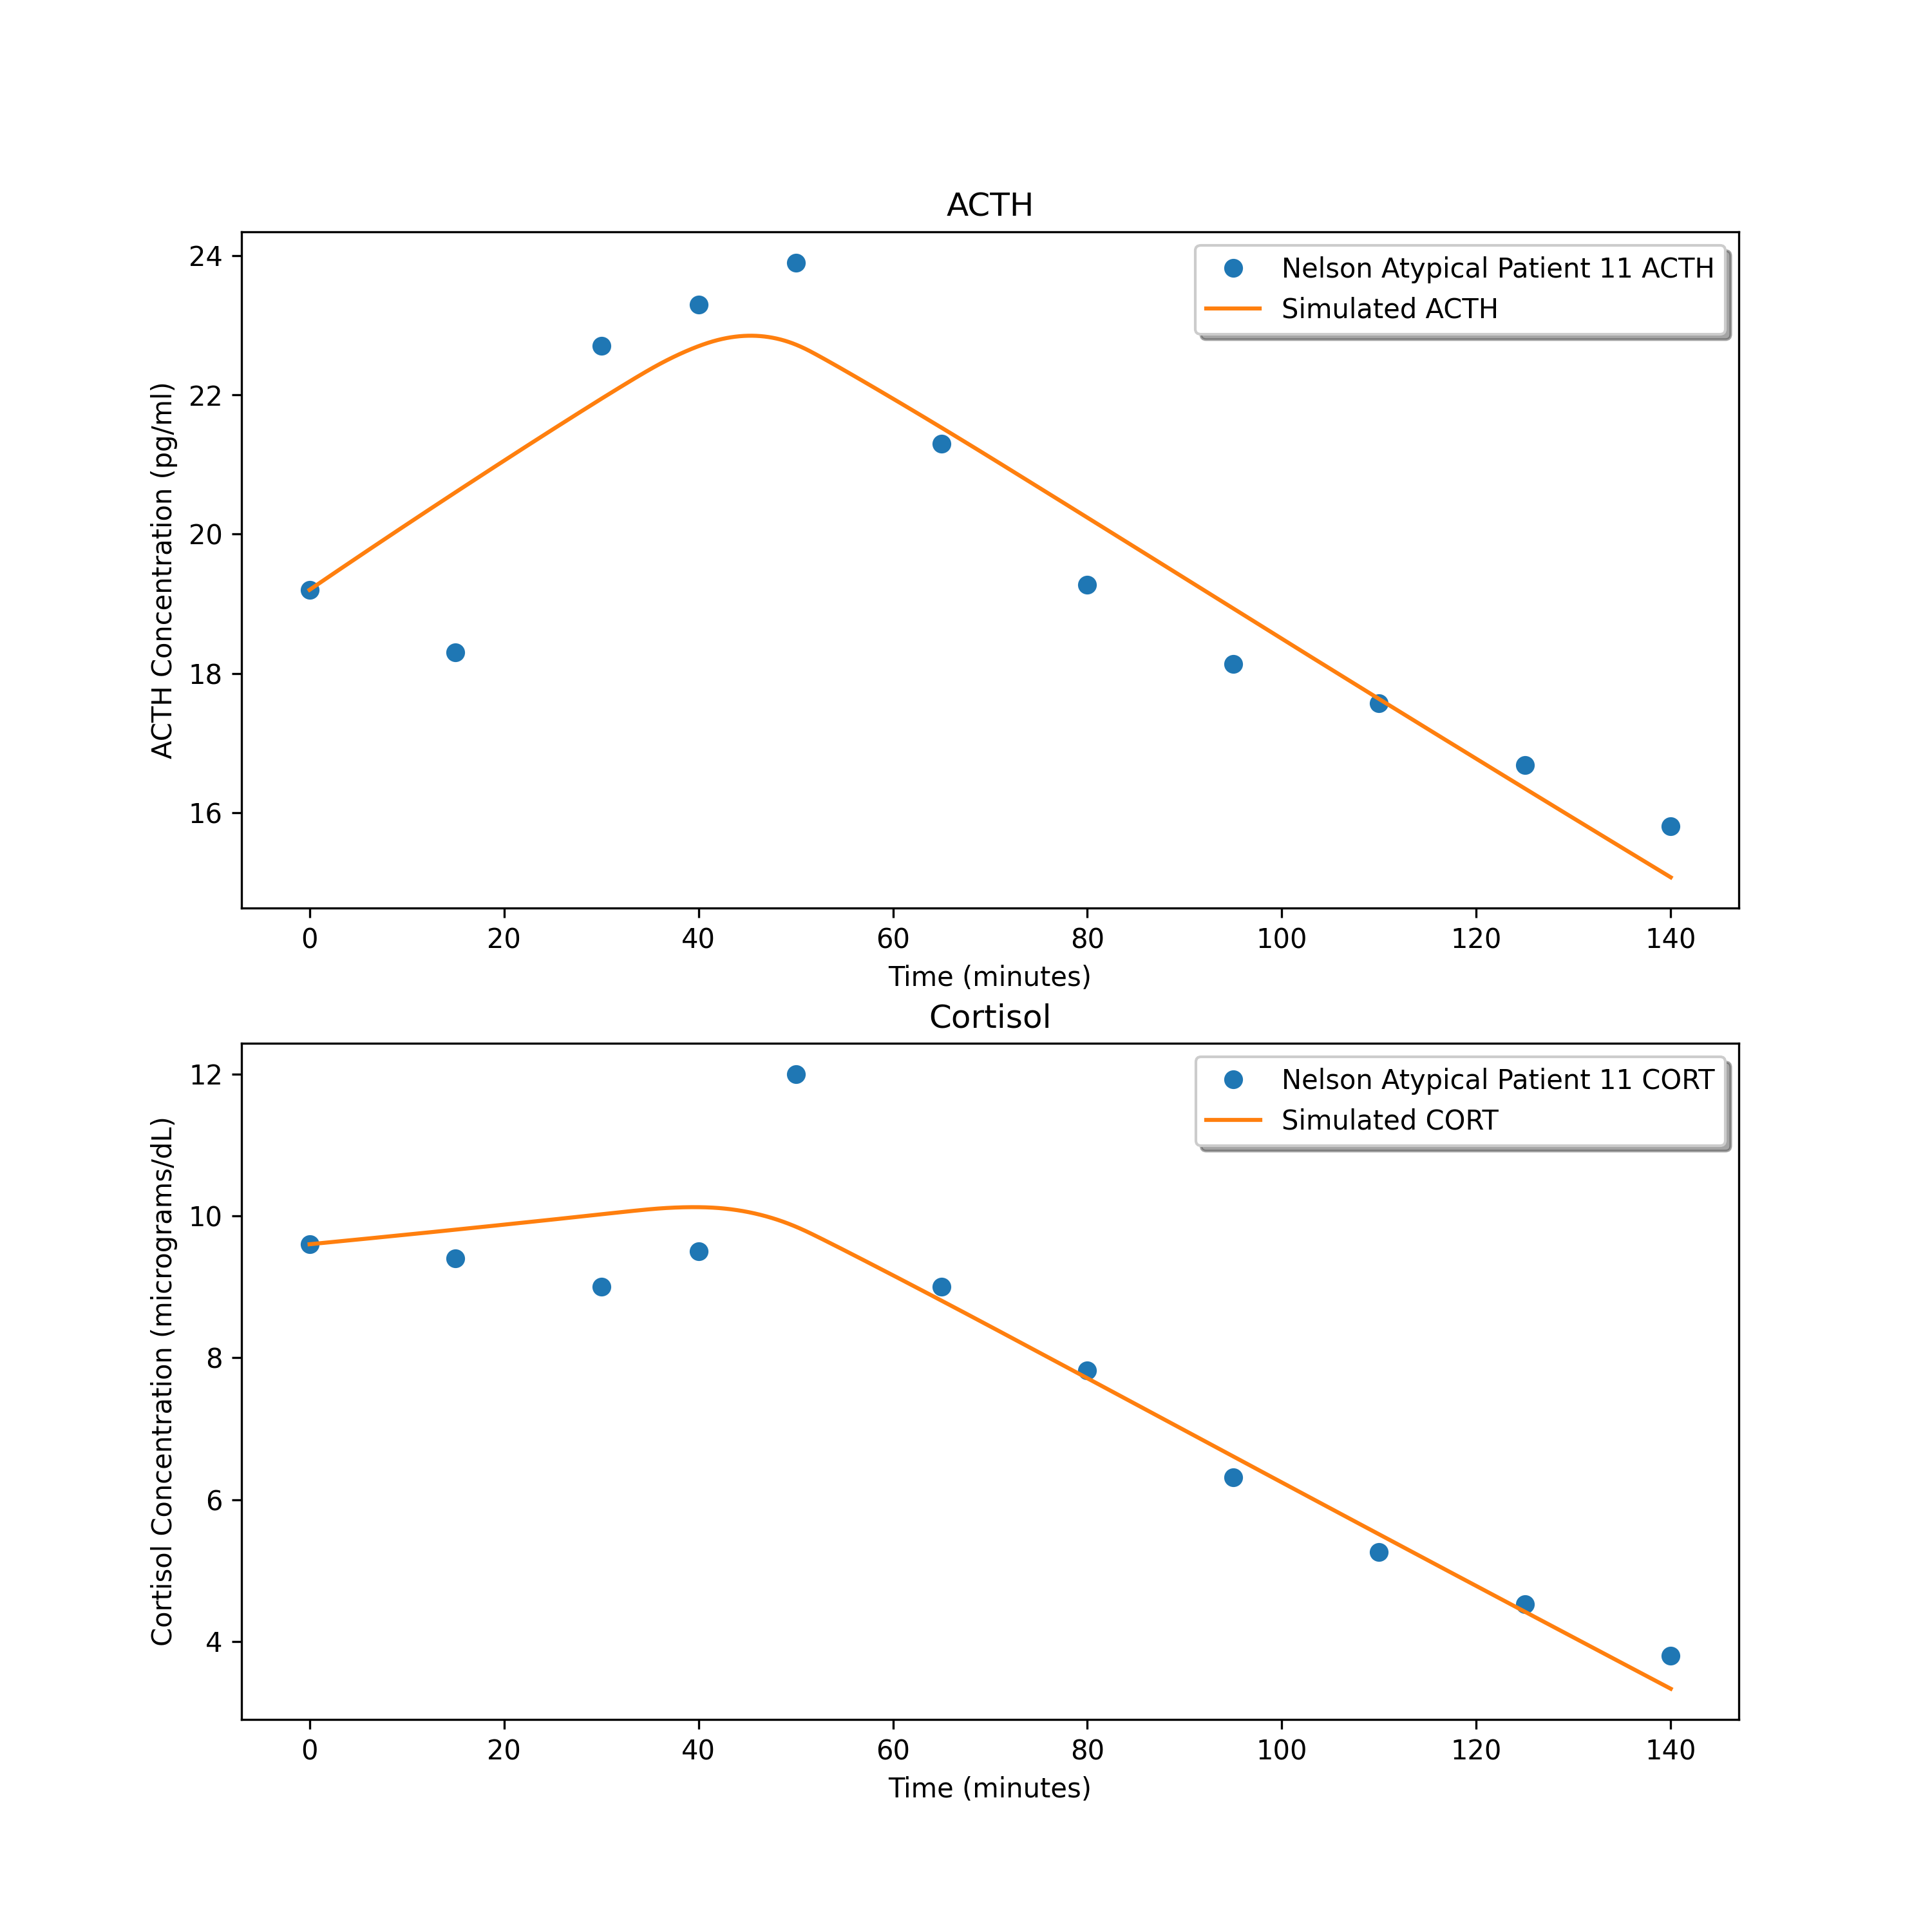 ACTH
Nelson Atypical Patient 11 ACTH
Simulated ACTH
ACTH Concentration (pg/ml)
24
22
20
18
16
0 20 40 60 80 100 120 140
Time (minutes)
Cortisol
Nelson Atypical Patient 11 CORT
Simulated CORT
Cortisol Concentration (micrograms/dL)
12
10
8
6
4
0 20 40 60 80 100 120 140
Time (minutes)